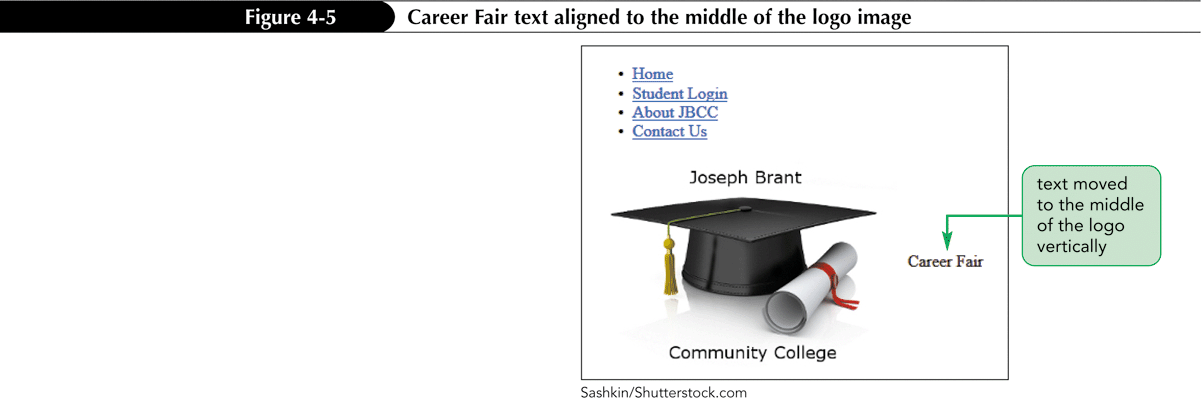 Figure 4-5 Career Fair text aligned to the middle of the logo image
• Home
• Student Login
• About JBCC
• Contact Us
Joseph Brant
Community College
Career Fair
text moved
to the middle
of the logo
vertically
Sashkin/Shutterstock.com